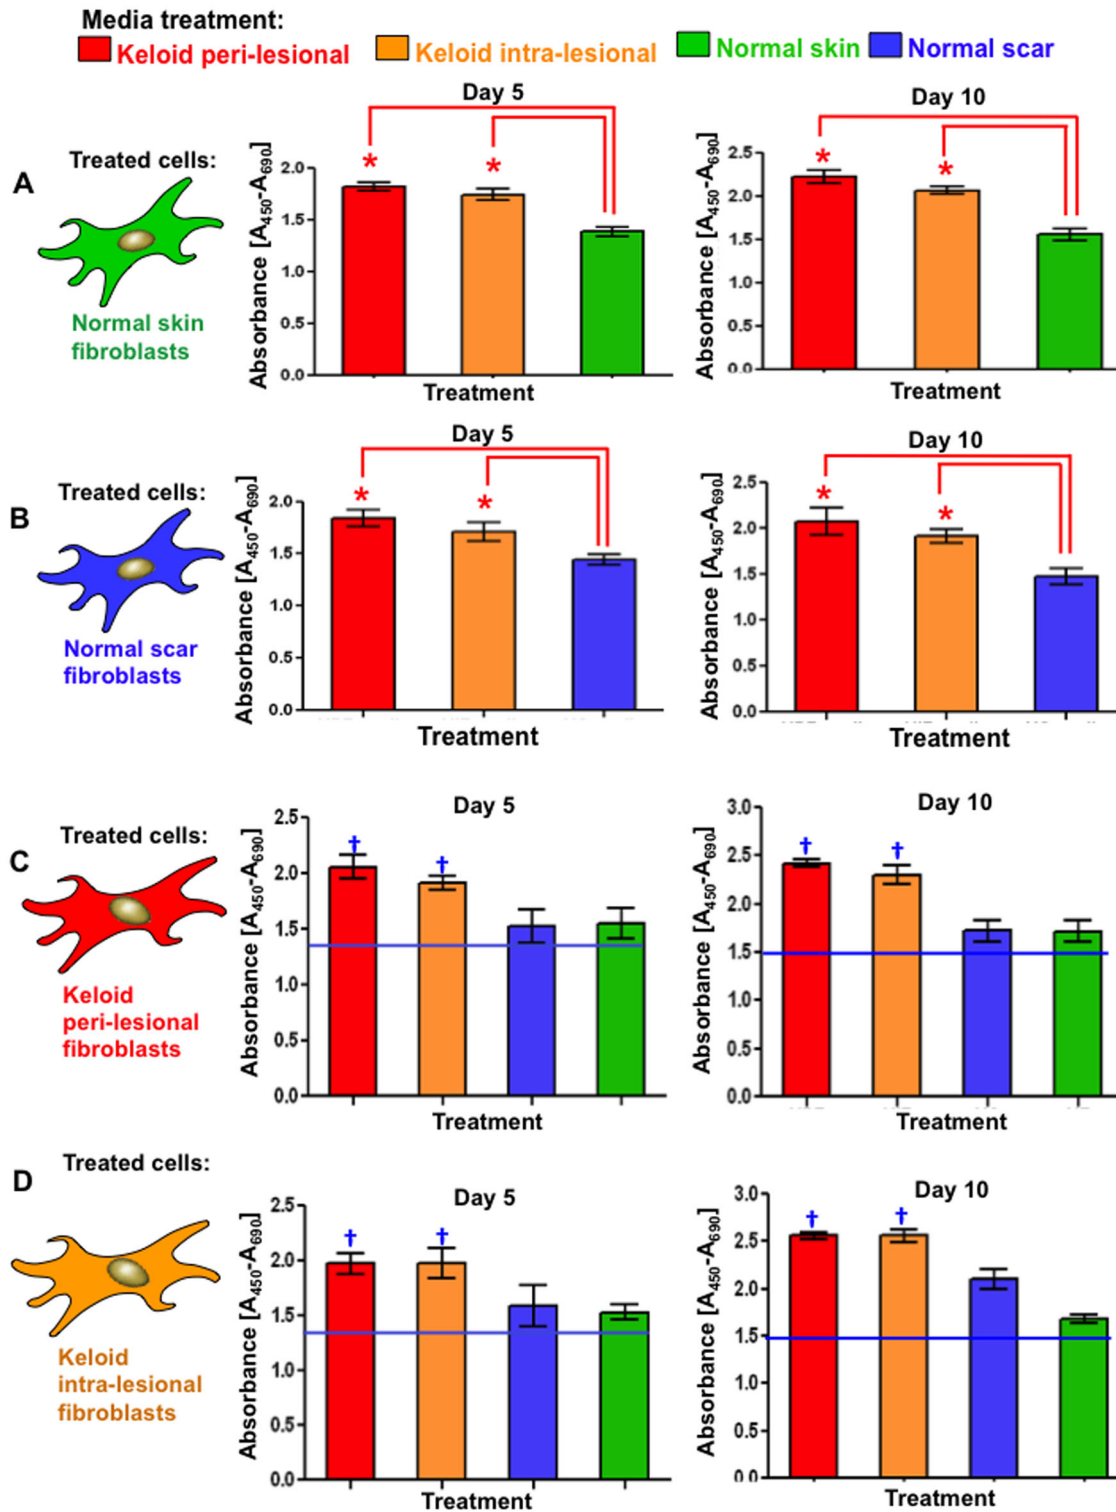 Media treatment:
Keloid peri-lesional Keloid intra-lesional Normal skin Normal scar
A
Treated cells:
Normal skin
fibroblasts
Day 5
Absorbance [A450-A690]
2.0
1.5
1.0
0.5
0.0
* *
Treatment
Day 10
Absorbance [A450-A690]
2.5
2.0
1.5
1.0
0.5
0.0
* *
Treatment
B
Treated cells:
Normal scar
fibroblasts
Day 5
Absorbance [A450-A690]
2.0
1.5
1.0
0.5
0.0
* *
Treatment
Day 10
Absorbance [A450-A690]
2.5
2.0
1.5
1.0
0.5
0.0
* *
Treatment
C
Treated cells:
Keloid
peri-lesional
fibroblasts
Day 5
Absorbance [A450-A690]
2.5
2.0
1.5
1.0
0.5
0.0
† †
Treatment
Day 10
Absorbance [A450-A690]
3.0
2.5
2.0
1.5
1.0
0.5
0.0
† †
Treatment
D
Treated cells:
Keloid
intra-lesional
fibroblasts
Day 5
Absorbance [A450-A690]
2.5
2.0
1.5
1.0
0.5
0.0
† †
Treatment
Day 10
Absorbance [A450-A690]
3.0
2.5
2.0
1.5
1.0
0.5
0.0
† †
Treatment